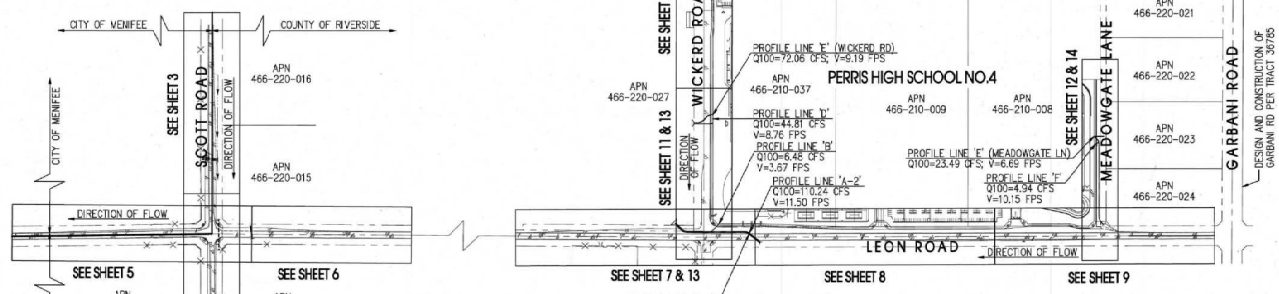 CITY OF MENIFEE
COUNTY OF RIVERSIDE
CITY OF MENIFEE
SEE SHEET 3
SCOTT ROAD
DIRECTION OF FLOW
APN
466-220-016
APN
466-220-015
DIRECTION OF FLOW
SEE SHEET 5
SEE SHEET 6
APN
SEE SHEET
WICKERD ROA
APN
466-220-027
SEE SHEET 11 & 13
DIRECTION
OF FLOW
PROFILE LINE 'E' (WICKERD RD)
Q100=72.06 CFS; V=9.19 FPS
APN
466-210-037
PERRIS HIGH SCHOOL NO.4
PROFILE LINE 'D'
Q100=44.81 CFS
V=8.76 FPS
PROFILE LINE 'B'
Q100=6.48 CFS
V=3.67 FPS
PROFILE LINE 'A-2'
Q100=110.24 CFS
V=11.50 FPS
APN
466-210-009
APN
466-210-008
PROFILE LINE 'E' (MEADOWGATE LN)
Q100=23.49 CFS; V=6.69 FPS
PROFILE LINE 'F'
Q100=4.94 CFS
V=10.15 FPS
SEE SHEET 12 & 14
MEADOWGATE LANE
APN
466-220-021
APN
466-220-022
APN
466-220-023
APN
466-220-024
GARBANI ROAD
DESIGN AND CONSTRUCTION OF
GARBANI RD PER TRACT 36785
LEON ROAD
DIRECTION OF FLOW
SEE SHEET 7 & 13
SEE SHEET 8
SEE SHEET 9